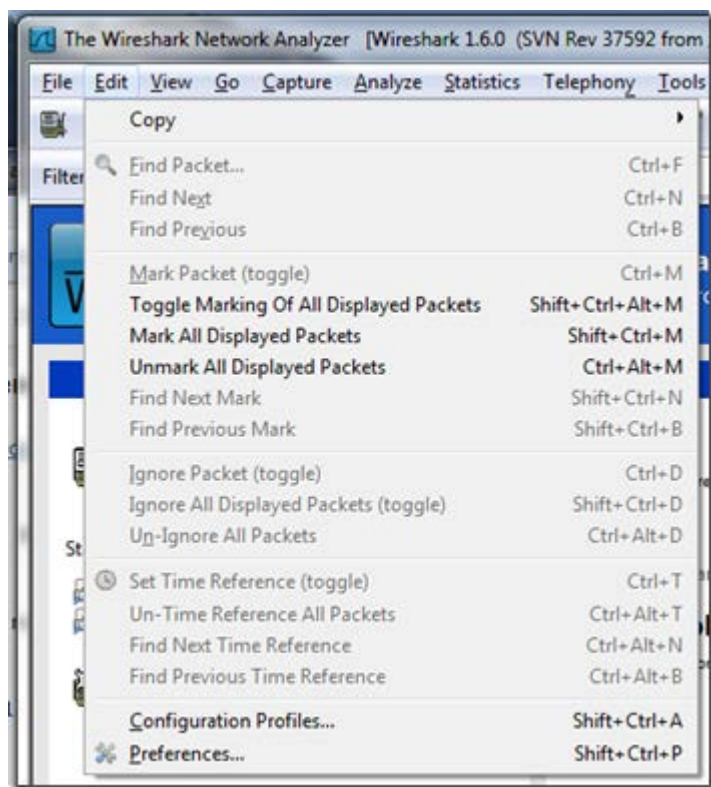 The Wireshark Network Analyzer [Wireshark 1.6.0 (SVN Rev 37592 from
File Edit View Go Capture Analyze Statistics Telephony Tools
Filter
Copy
Find Packet... Ctrl+F
Find Next Ctrl+N
Find Previous Ctrl+B
Mark Packet (toggle) Ctrl+M
Toggle Marking Of All Displayed Packets Shift+Ctrl+Alt+M
Mark All Displayed Packets Shift+Ctrl+M
Unmark All Displayed Packets Ctrl+Alt+M
Find Next Mark Shift+Ctrl+N
Find Previous Mark Shift+Ctrl+B
Ignore Packet (toggle) Ctrl+D
Ignore All Displayed Packets (toggle) Shift+Ctrl+D
Un-Ignore All Packets Ctrl+Alt+D
Set Time Reference (toggle) Ctrl+T
Un-Time Reference All Packets Ctrl+Alt+T
Find Next Time Reference Ctrl+Alt+N
Find Previous Time Reference Ctrl+Alt+B
Configuration Profiles... Shift+Ctrl+A
Preferences... Shift+Ctrl+P